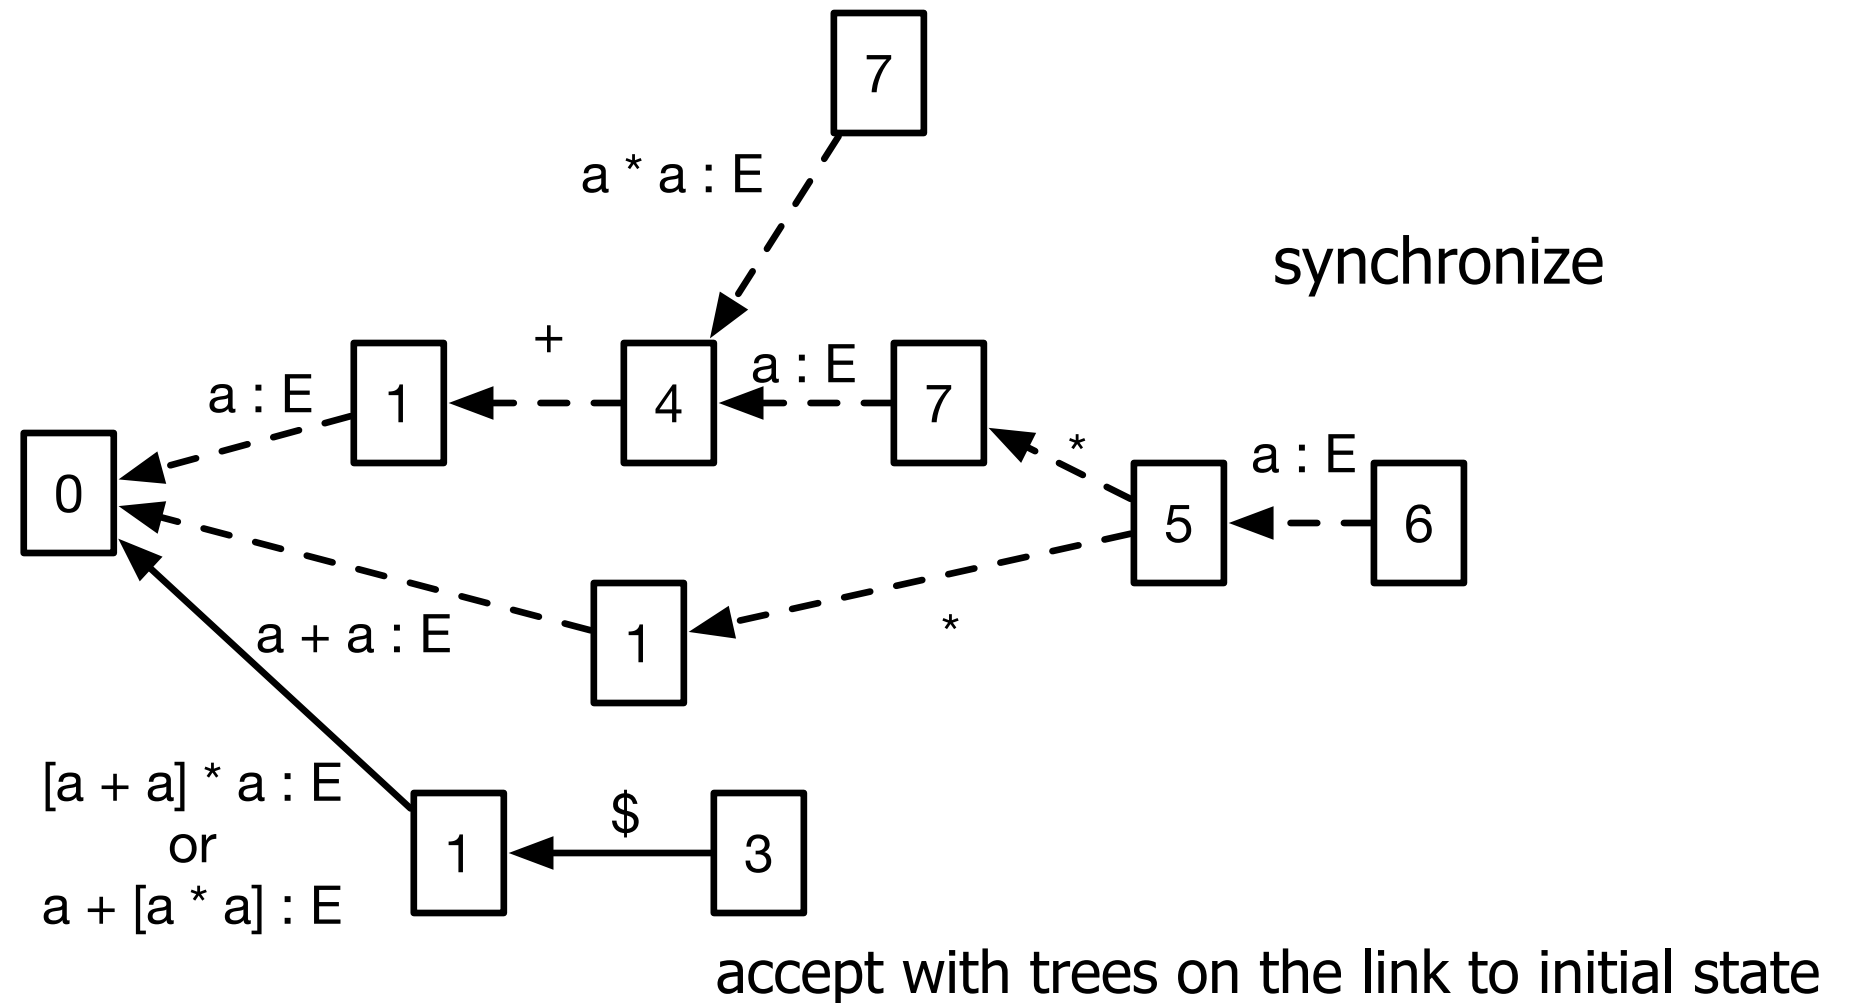 7
a * a : E
synchronize
+
a : E
1
4
a : E
7
*
a : E
0
5
6
a + a : E
1
*
[a + a] * a : E
or
a + [a * a] : E
1
$
3
accept with trees on the link to initial state